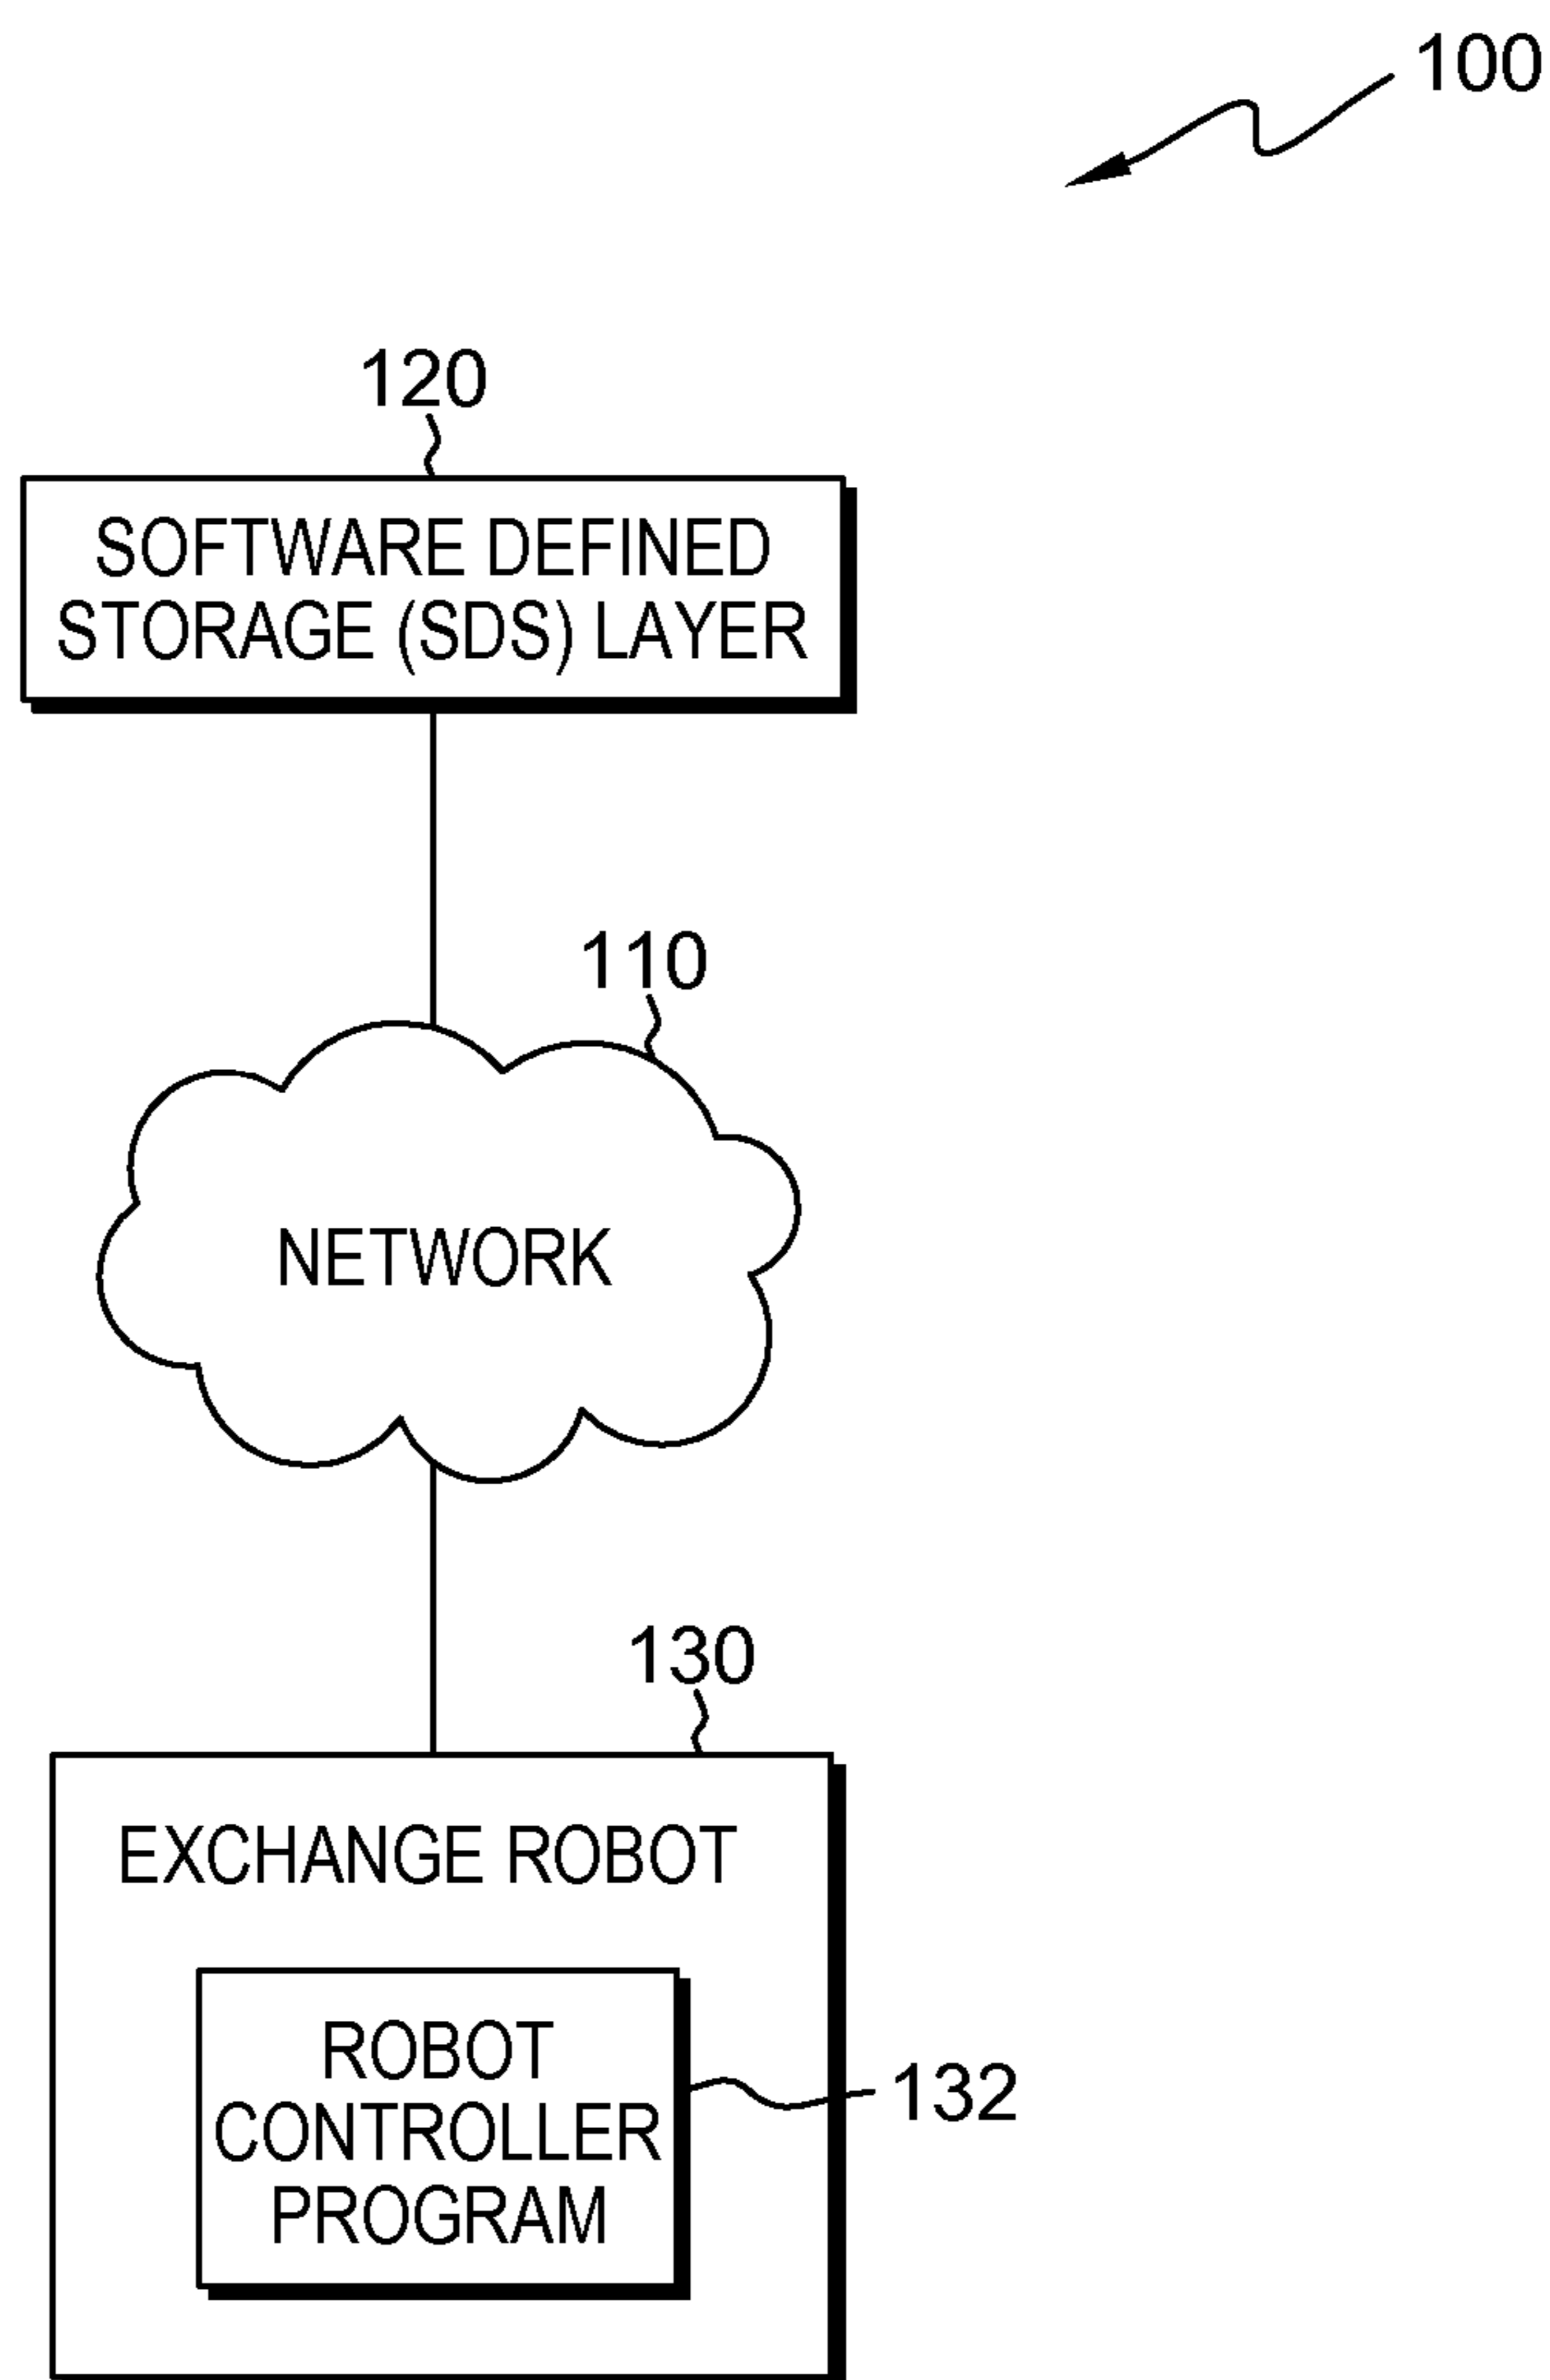 100
120
SOFTWARE DEFINED
STORAGE (SDS) LAYER
110
NETWORK
130
EXCHANGE ROBOT
ROBOT
CONTROLLER
PROGRAM
132